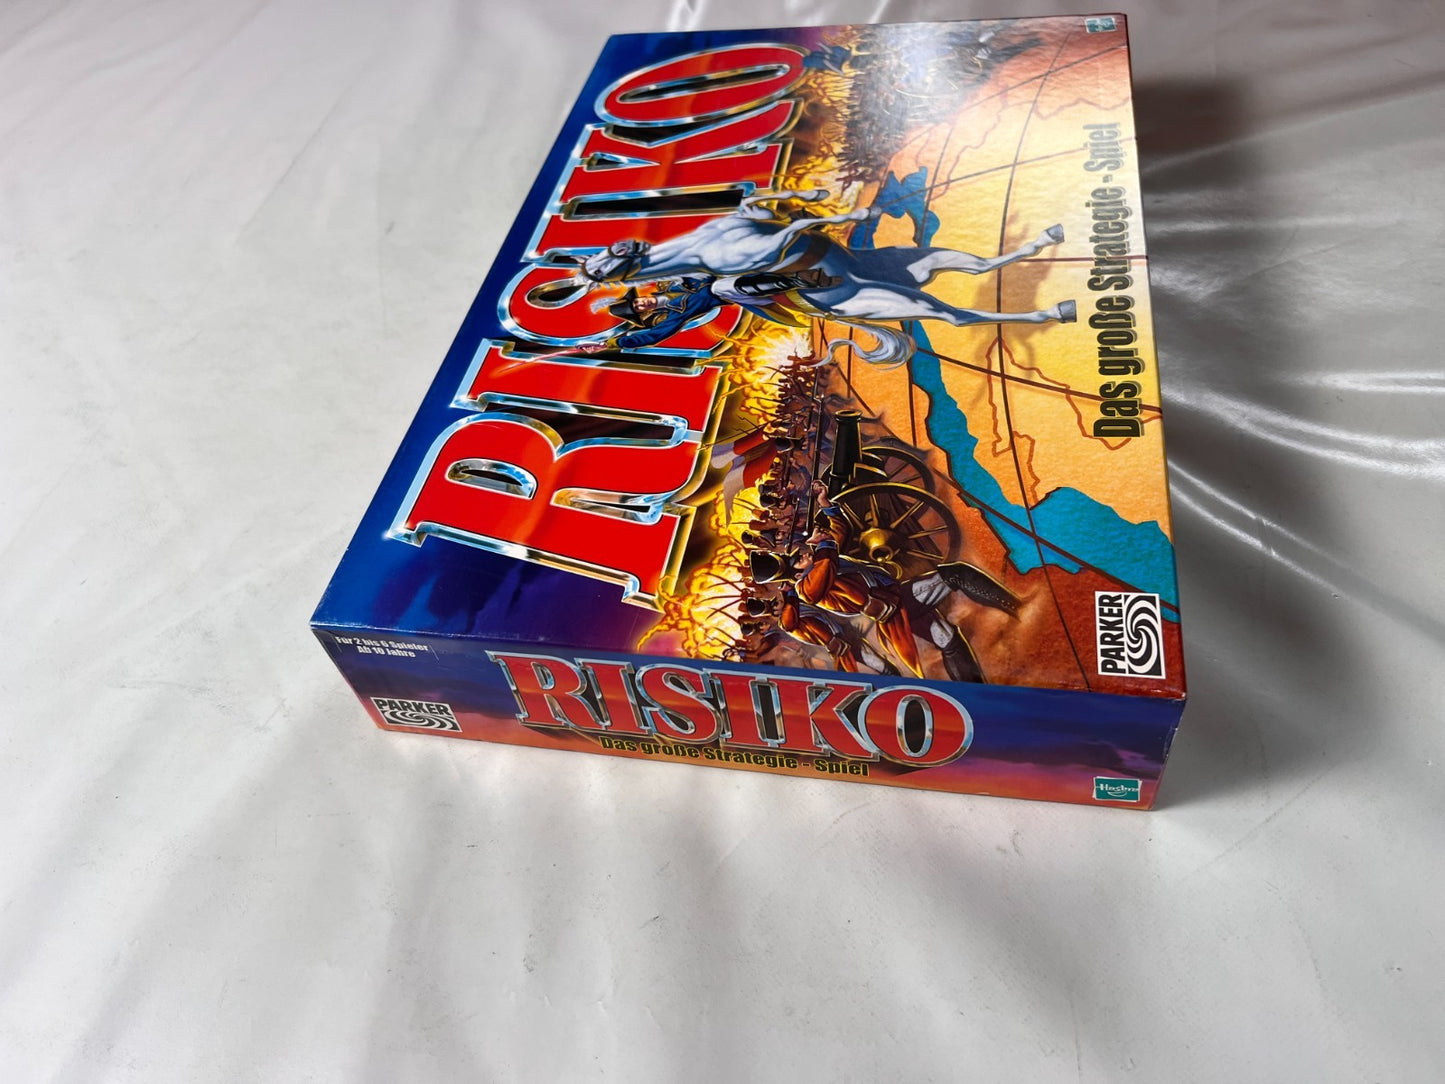 RISIKO
Das große Strategie-Spiel
PARKER
Für 2 bis 6 Spieler
Ab 10 Jahre
PARKER
RISIKO
Das große Strategie-Spiel
Hasbro